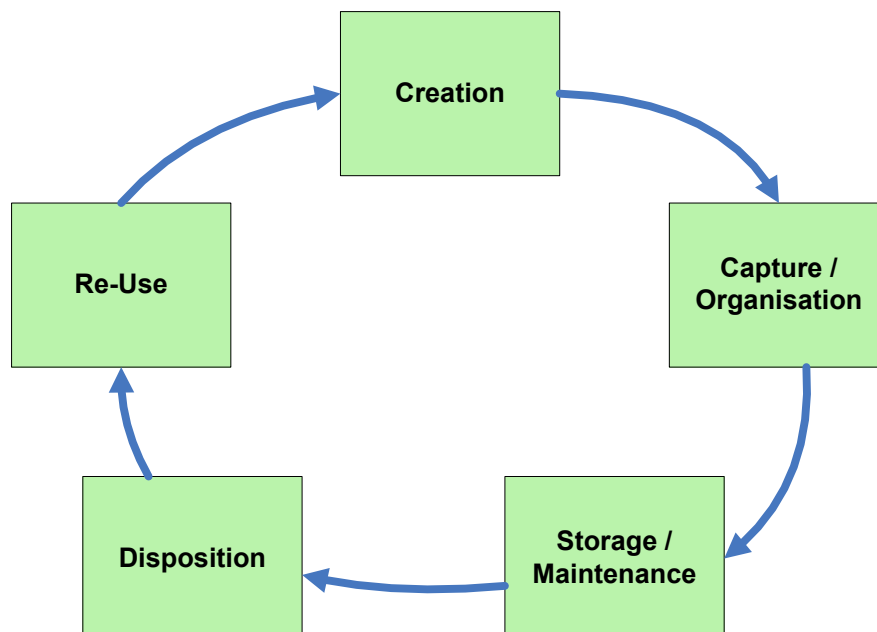 Creation
Capture /
Organisation
Storage /
Maintenance
Disposition
Re-Use